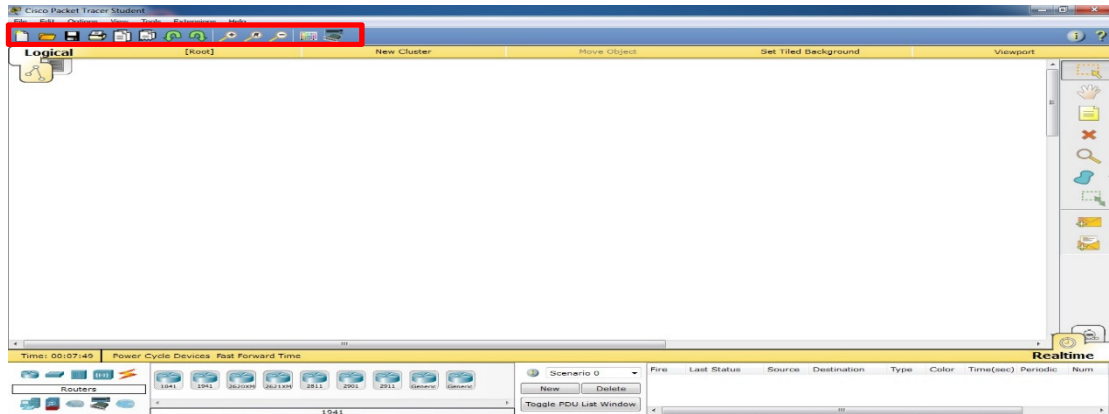 Cisco Packet Tracer Student
File Edit Options View Tools Extensions Help
Logical [Root] New Cluster Move Object Set Tiled Background Viewport
Time: 00:07:49 Power Cycle Devices Fast Forward Time Realtime
Routers
1841 1941 2620XM 2621XM 2811 2901 2911 Generic Generic
1941
Scenario 0
New Delete
Toggle PDU List Window
Fire Last Status Source Destination Type Color Time(sec) Periodic Num